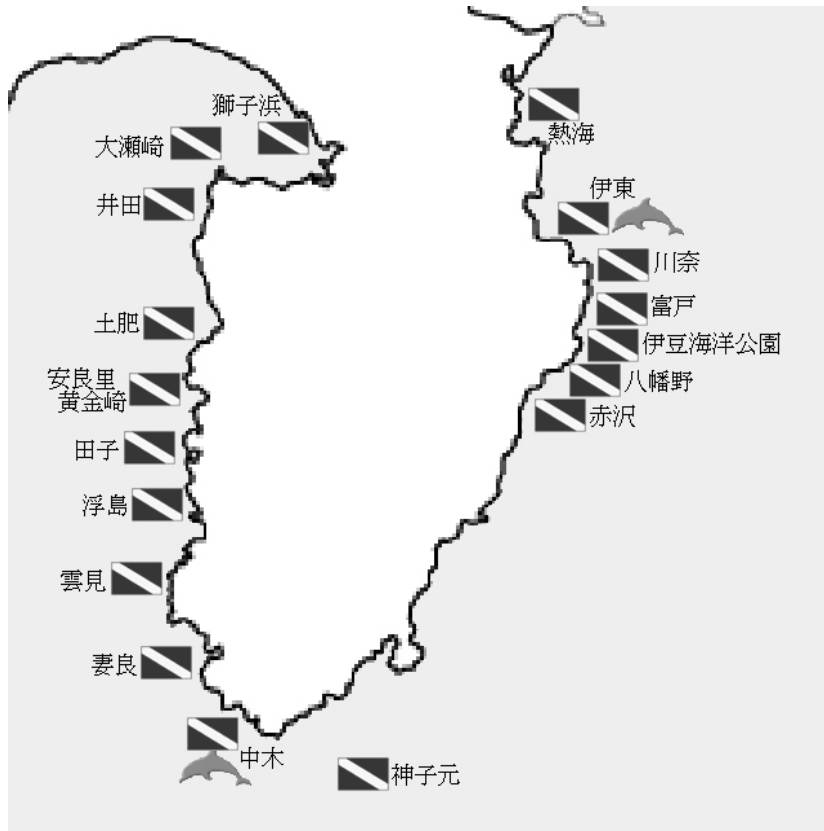 獅子浜
大瀬崎
井田
土肥
安良里
黄金崎
田子
浮島
雲見
妻良
中木
神子元
熱海
伊東
川奈
富戸
伊豆海洋公園
八幡野
赤沢